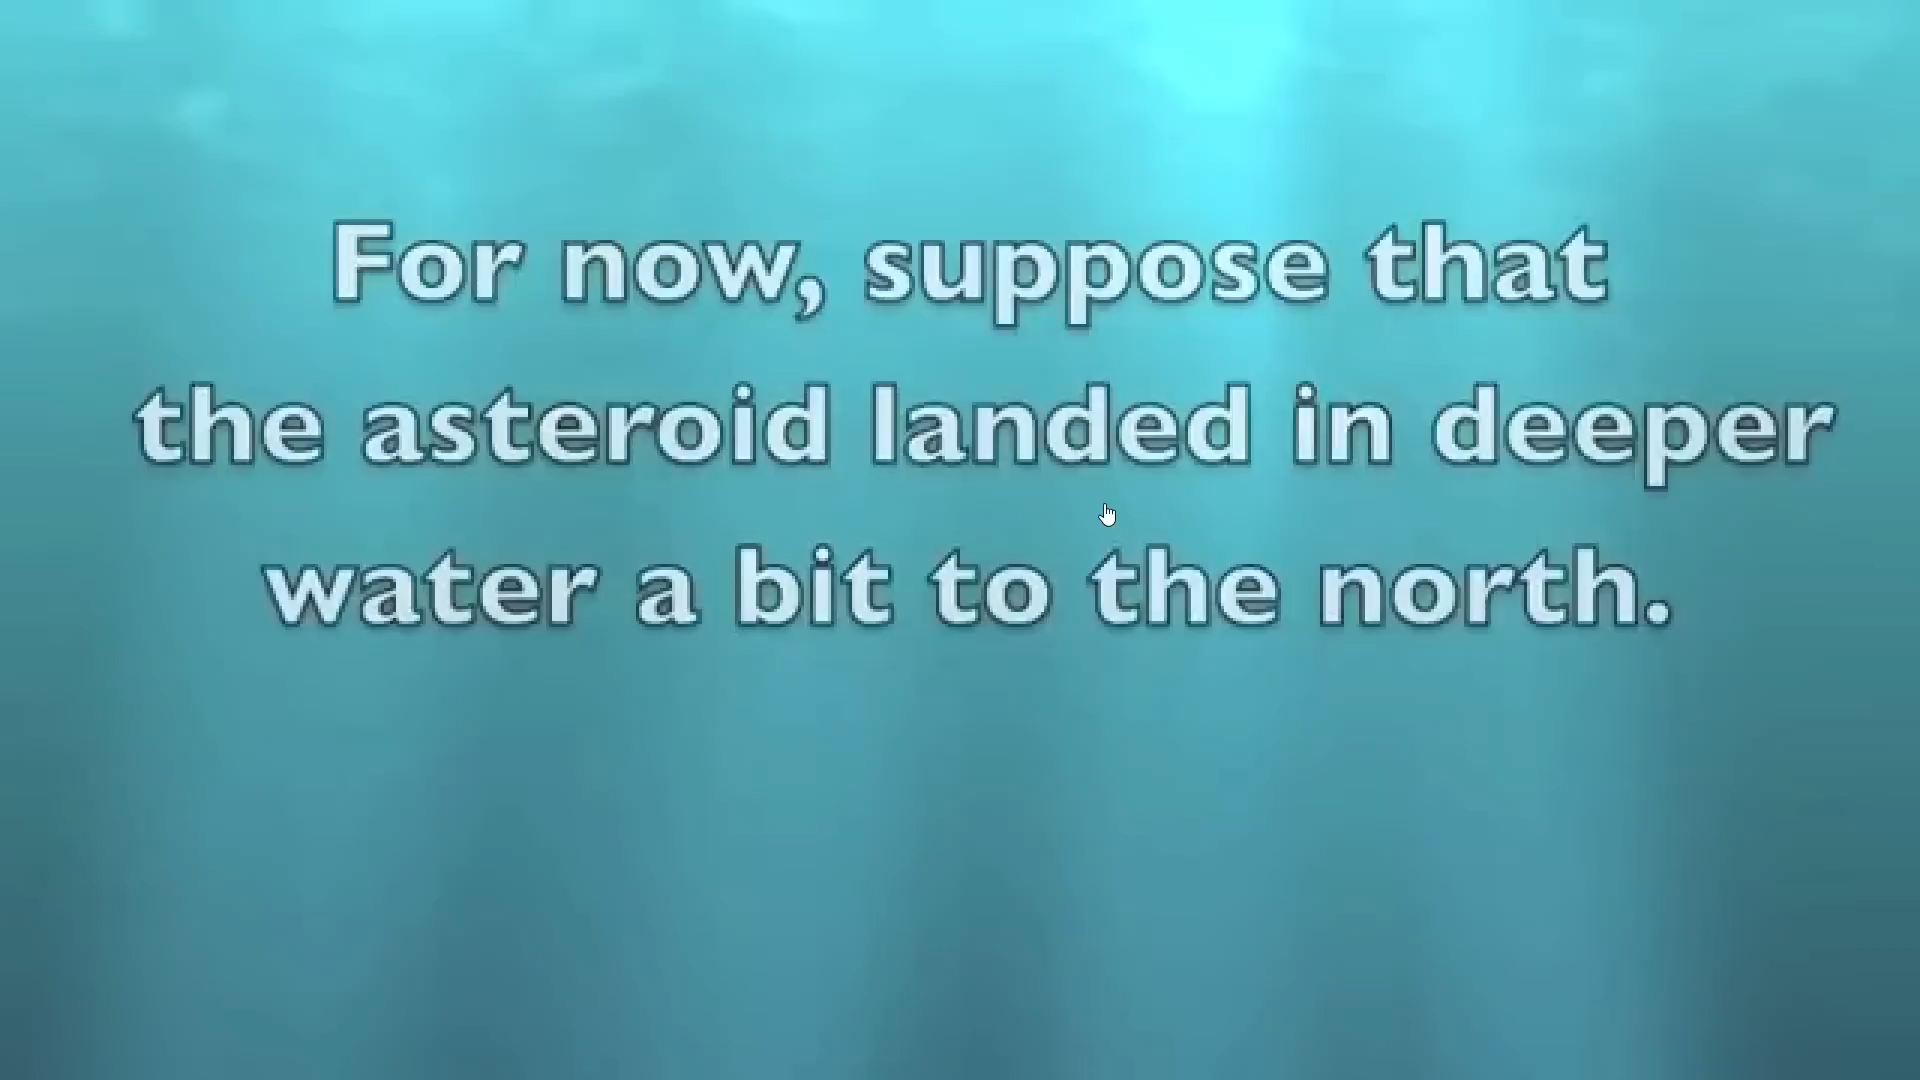 For now, suppose that
the asteroid landed in deeper
water a bit to the north.